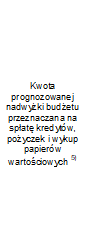 Kwota
prognozowanej
nadwyżki budżetu
przeznaczana na
spłatę kredytów,
pożyczek i wykup
papierów
wartościowych 5)